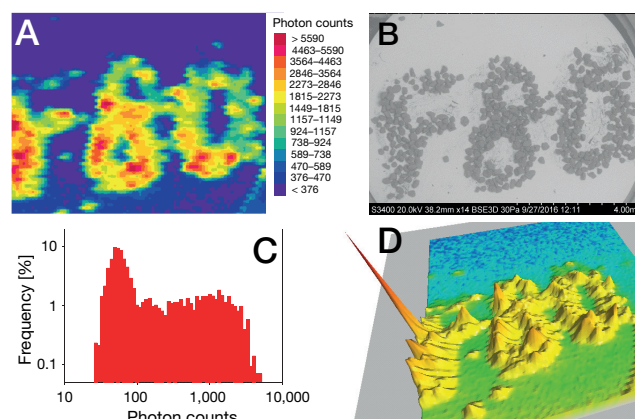 A
Photon counts
> 5590
4463–5590
3564–4463
2846–3564
2273–2846
1815–2273
1449–1815
1157–1149
924–1157
738–924
589–738
470–589
376–470
< 376
B
F80
S3400 20.0kV 38.2mm x14 BSE3D 30Pa 9/27/2016 12:11 4.00m
C
Frequency [%]
10
1
0.1
10
100
1,000
10,000
Photon counts
D